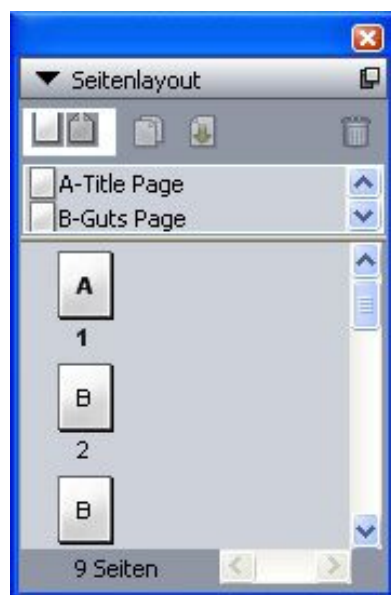 Seitenlayout
A-Title Page
B-Guts Page
A
1
B
2
B
9 Seiten